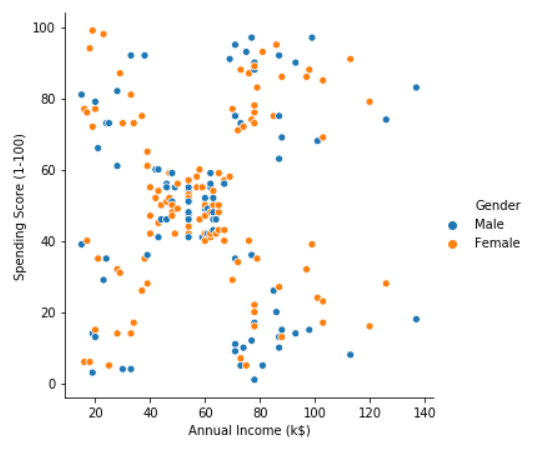 100
80
60
40
20
0
Spending Score (1-100)
20 40 60 80 100 120 140
Annual Income (k$)
Gender
Male
Female